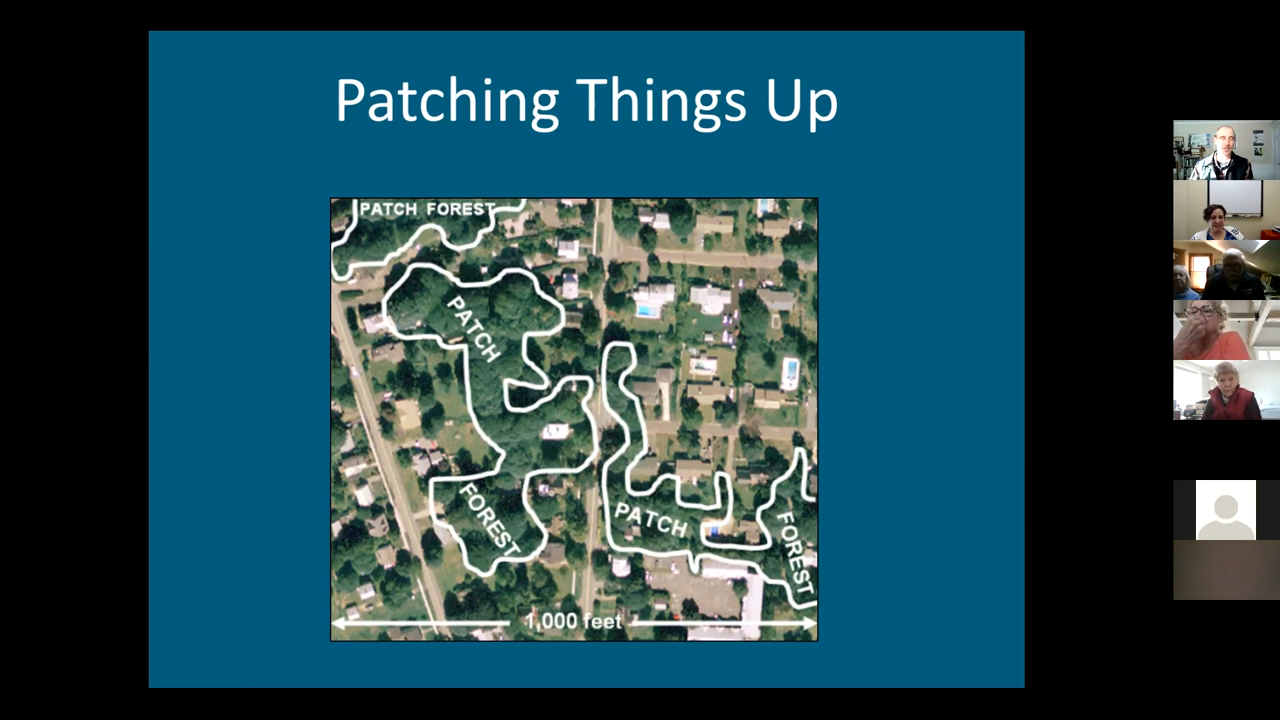 Patching Things Up
PATCH FOREST
PATCH
FOREST
PATCH
FOREST
1,000 feet